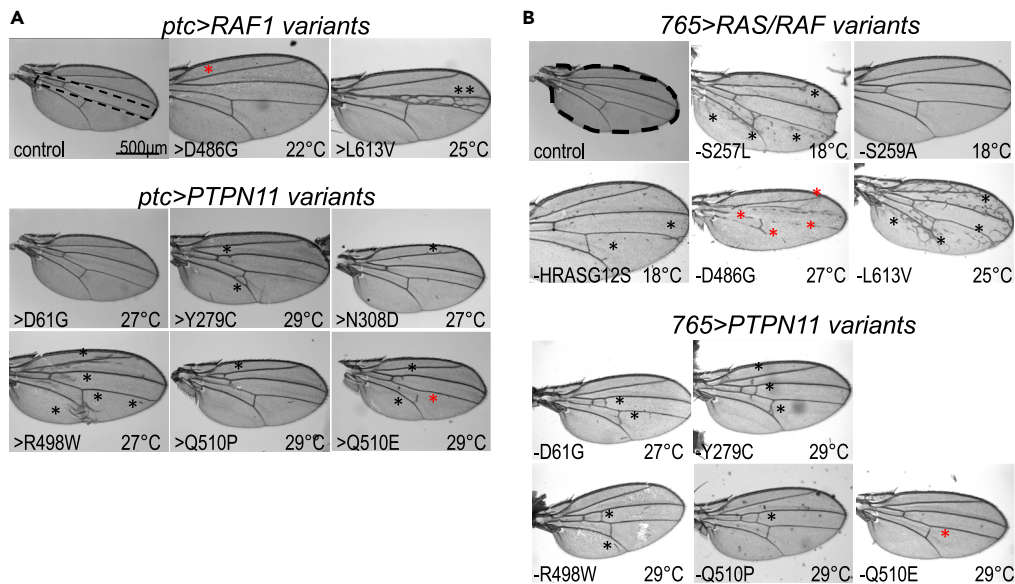 A
ptc>RAF1 variants
control
500µm
>D486G 22°C
>L613V 25°C
ptc>PTPN11 variants
>D61G 27°C
>Y279C 29°C
>N308D 27°C
>R498W 27°C
>Q510P 29°C
>Q510E 29°C
B
765>RAS/RAF variants
control
-S257L 18°C
-S259A 18°C
-HRASG12S 18°C
-D486G 27°C
-L613V 25°C
765>PTPN11 variants
-D61G 27°C
-Y279C 29°C
-R498W 29°C
-Q510P 29°C
-Q510E 29°C